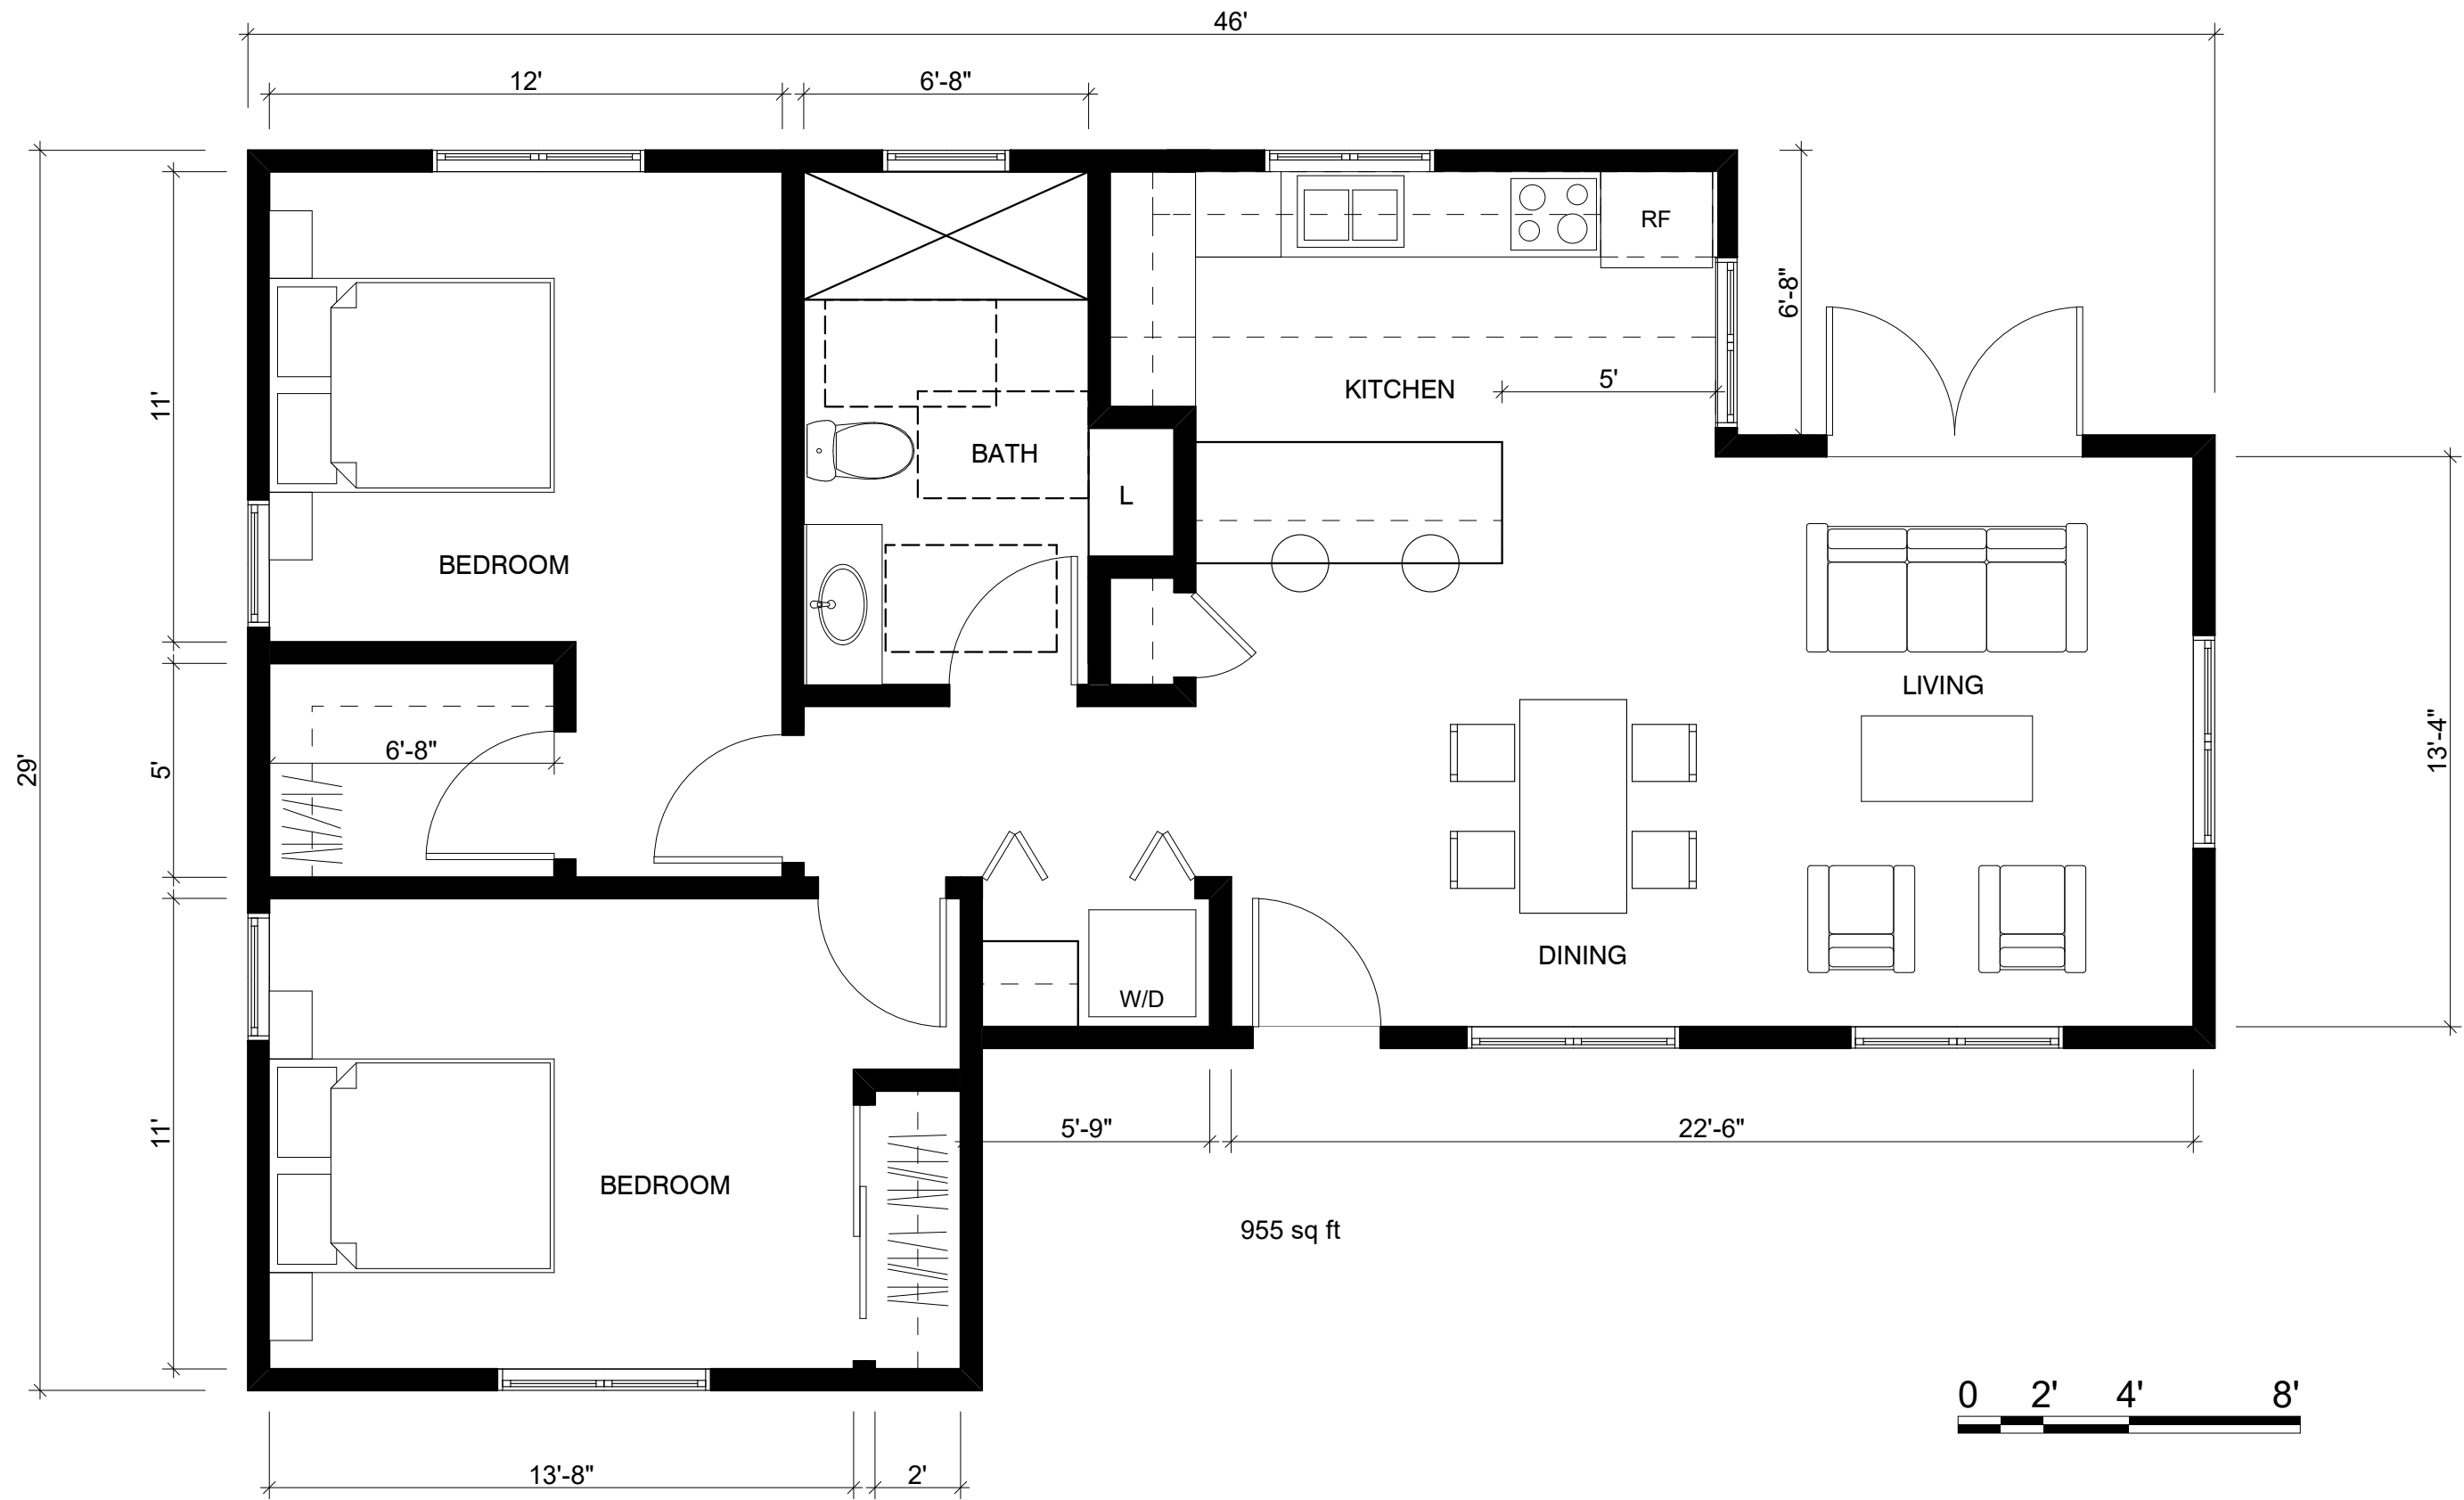 46'
12'
6'-8"
RF
6'-8"
KITCHEN
5'
11'
BATH
L
BEDROOM
LIVING
29'
5'
6'-8"
13'-4"
DINING
W/D
11'
5'-9"
22'-6"
BEDROOM
955 sq ft
0 2' 4' 8'
13'-8"
2'